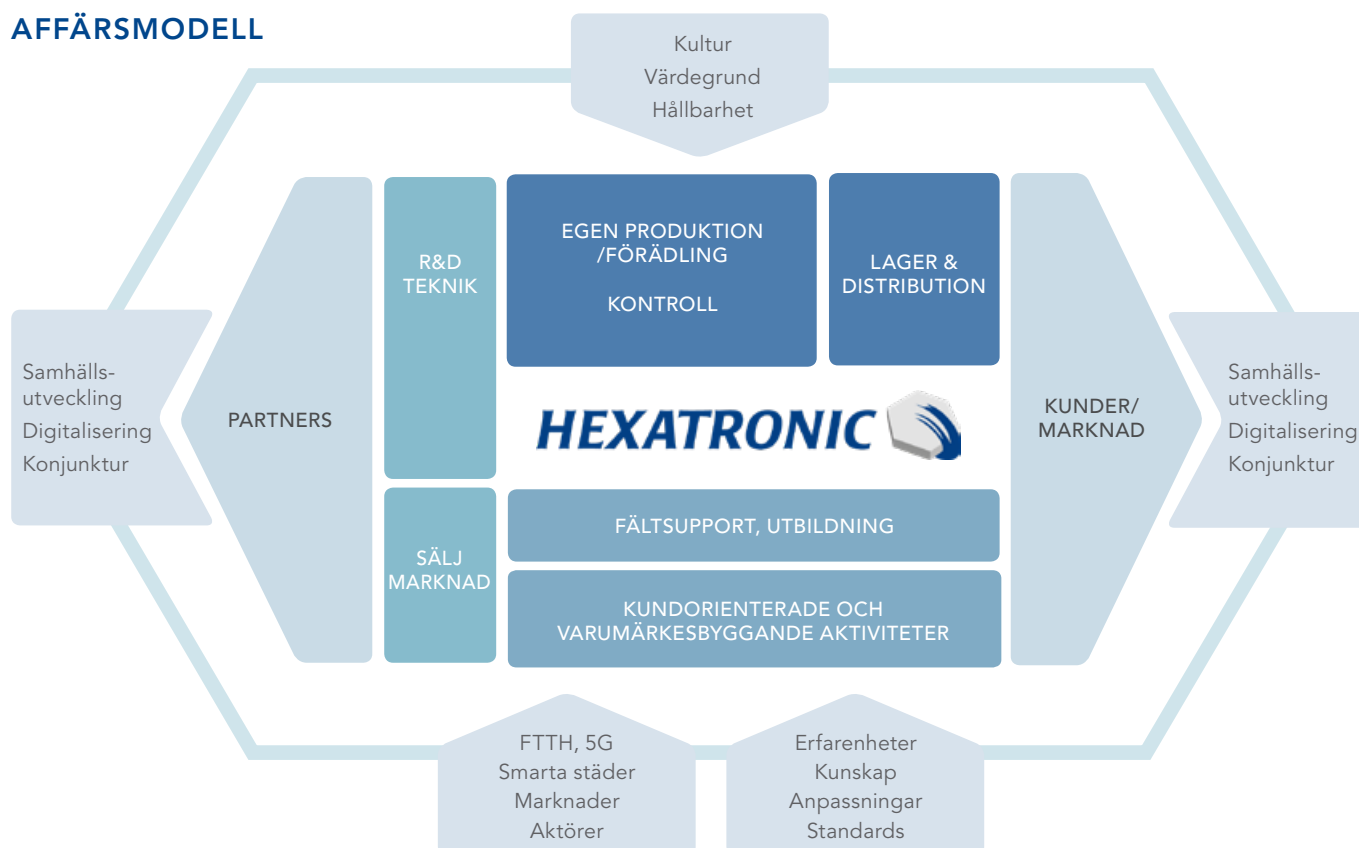 AFFÄRSMODELL
Kultur
Värdegrund
Hållbarhet
Samhälls-
utveckling
Digitalisering
Konjunktur
PARTNERS
R&D
TEKNIK
SÄLJ
MARKNAD
EGEN PRODUKTION
/FÖRÄDLING
KONTROLL
LAGER &
DISTRIBUTION
HEXATRONIC
FÄLTSUPPORT, UTBILDNING
KUNDORIENTERADE OCH
VARUMÄRKESBYGGANDE AKTIVITETER
KUNDER/
MARKNAD
Samhälls-
utveckling
Digitalisering
Konjunktur
FTTH, 5G
Smarta städer
Marknader
Aktörer
Erfarenheter
Kunskap
Anpassningar
Standards